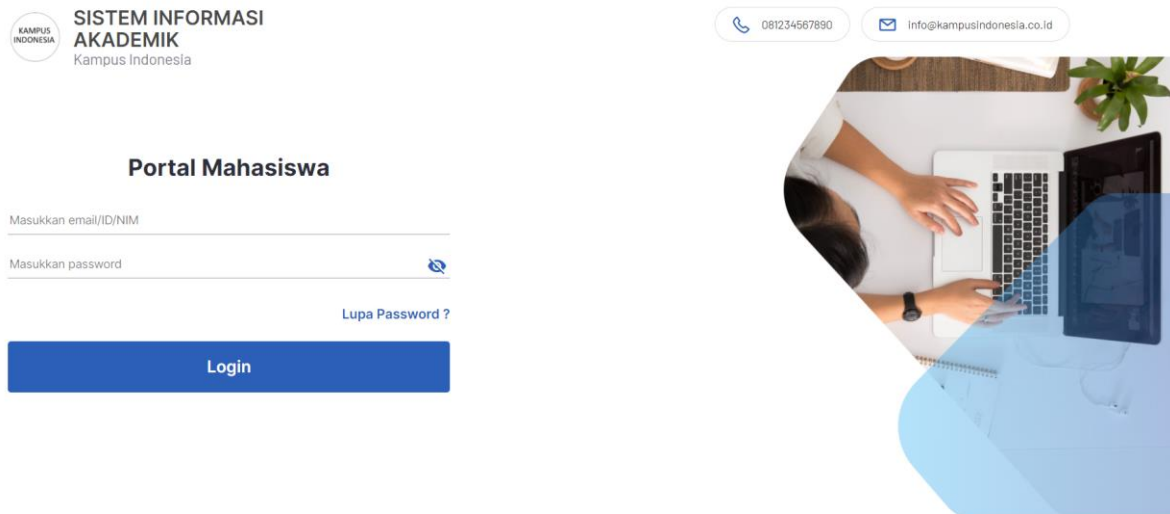 KAMPUS
INDONESIA
SISTEM INFORMASI
AKADEMIK
Kampus Indonesia
081234567890
info@kampusindonesia.co.id
Portal Mahasiswa
Masukkan email/ID/NIM
Masukkan password
Lupa Password ?
Login